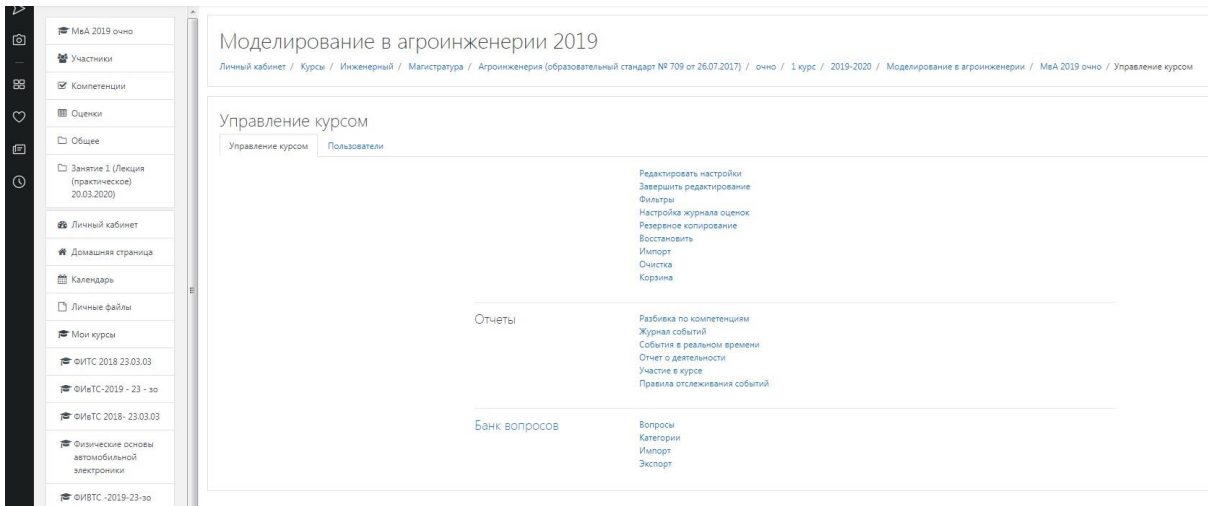 МвА 2019 очно
Участники
Компетенции
Оценки
Общее
Занятие 1 (Лекция
(практическое)
20.03.2020)
Личный кабинет
Домашняя страница
Календарь
Личные файлы
Мои курсы
ФИТС 2018 23.03.03
ФИвТС-2019 - 23 - зо
ФИвТС 2018- 23.03.03
Физические основы
автомобильной
электроники
ФИВТС -2019-23-зо
Моделирование в агроинженерии 2019
Личный кабинет / Курсы / Инженерный / Магистратура / Агроинженерия (образовательный стандарт № 709 от 26.07.2017) / очно / 1 курс / 2019-2020 / Моделирование в агроинженерии / МвА 2019 очно / Управление курсом
Управление курсом
Управление курсом Пользователи
Редактировать настройки
Завершить редактирование
Фильтры
Настройка журнала оценок
Резервное копирование
Восстановить
Импорт
Очистка
Корзина
Отчеты
Разбивка по компетенциям
Журнал событий
События в реальном времени
Отчет о деятельности
Участие в курсе
Правила отслеживания событий
Банк вопросов
Вопросы
Категории
Импорт
Экспорт